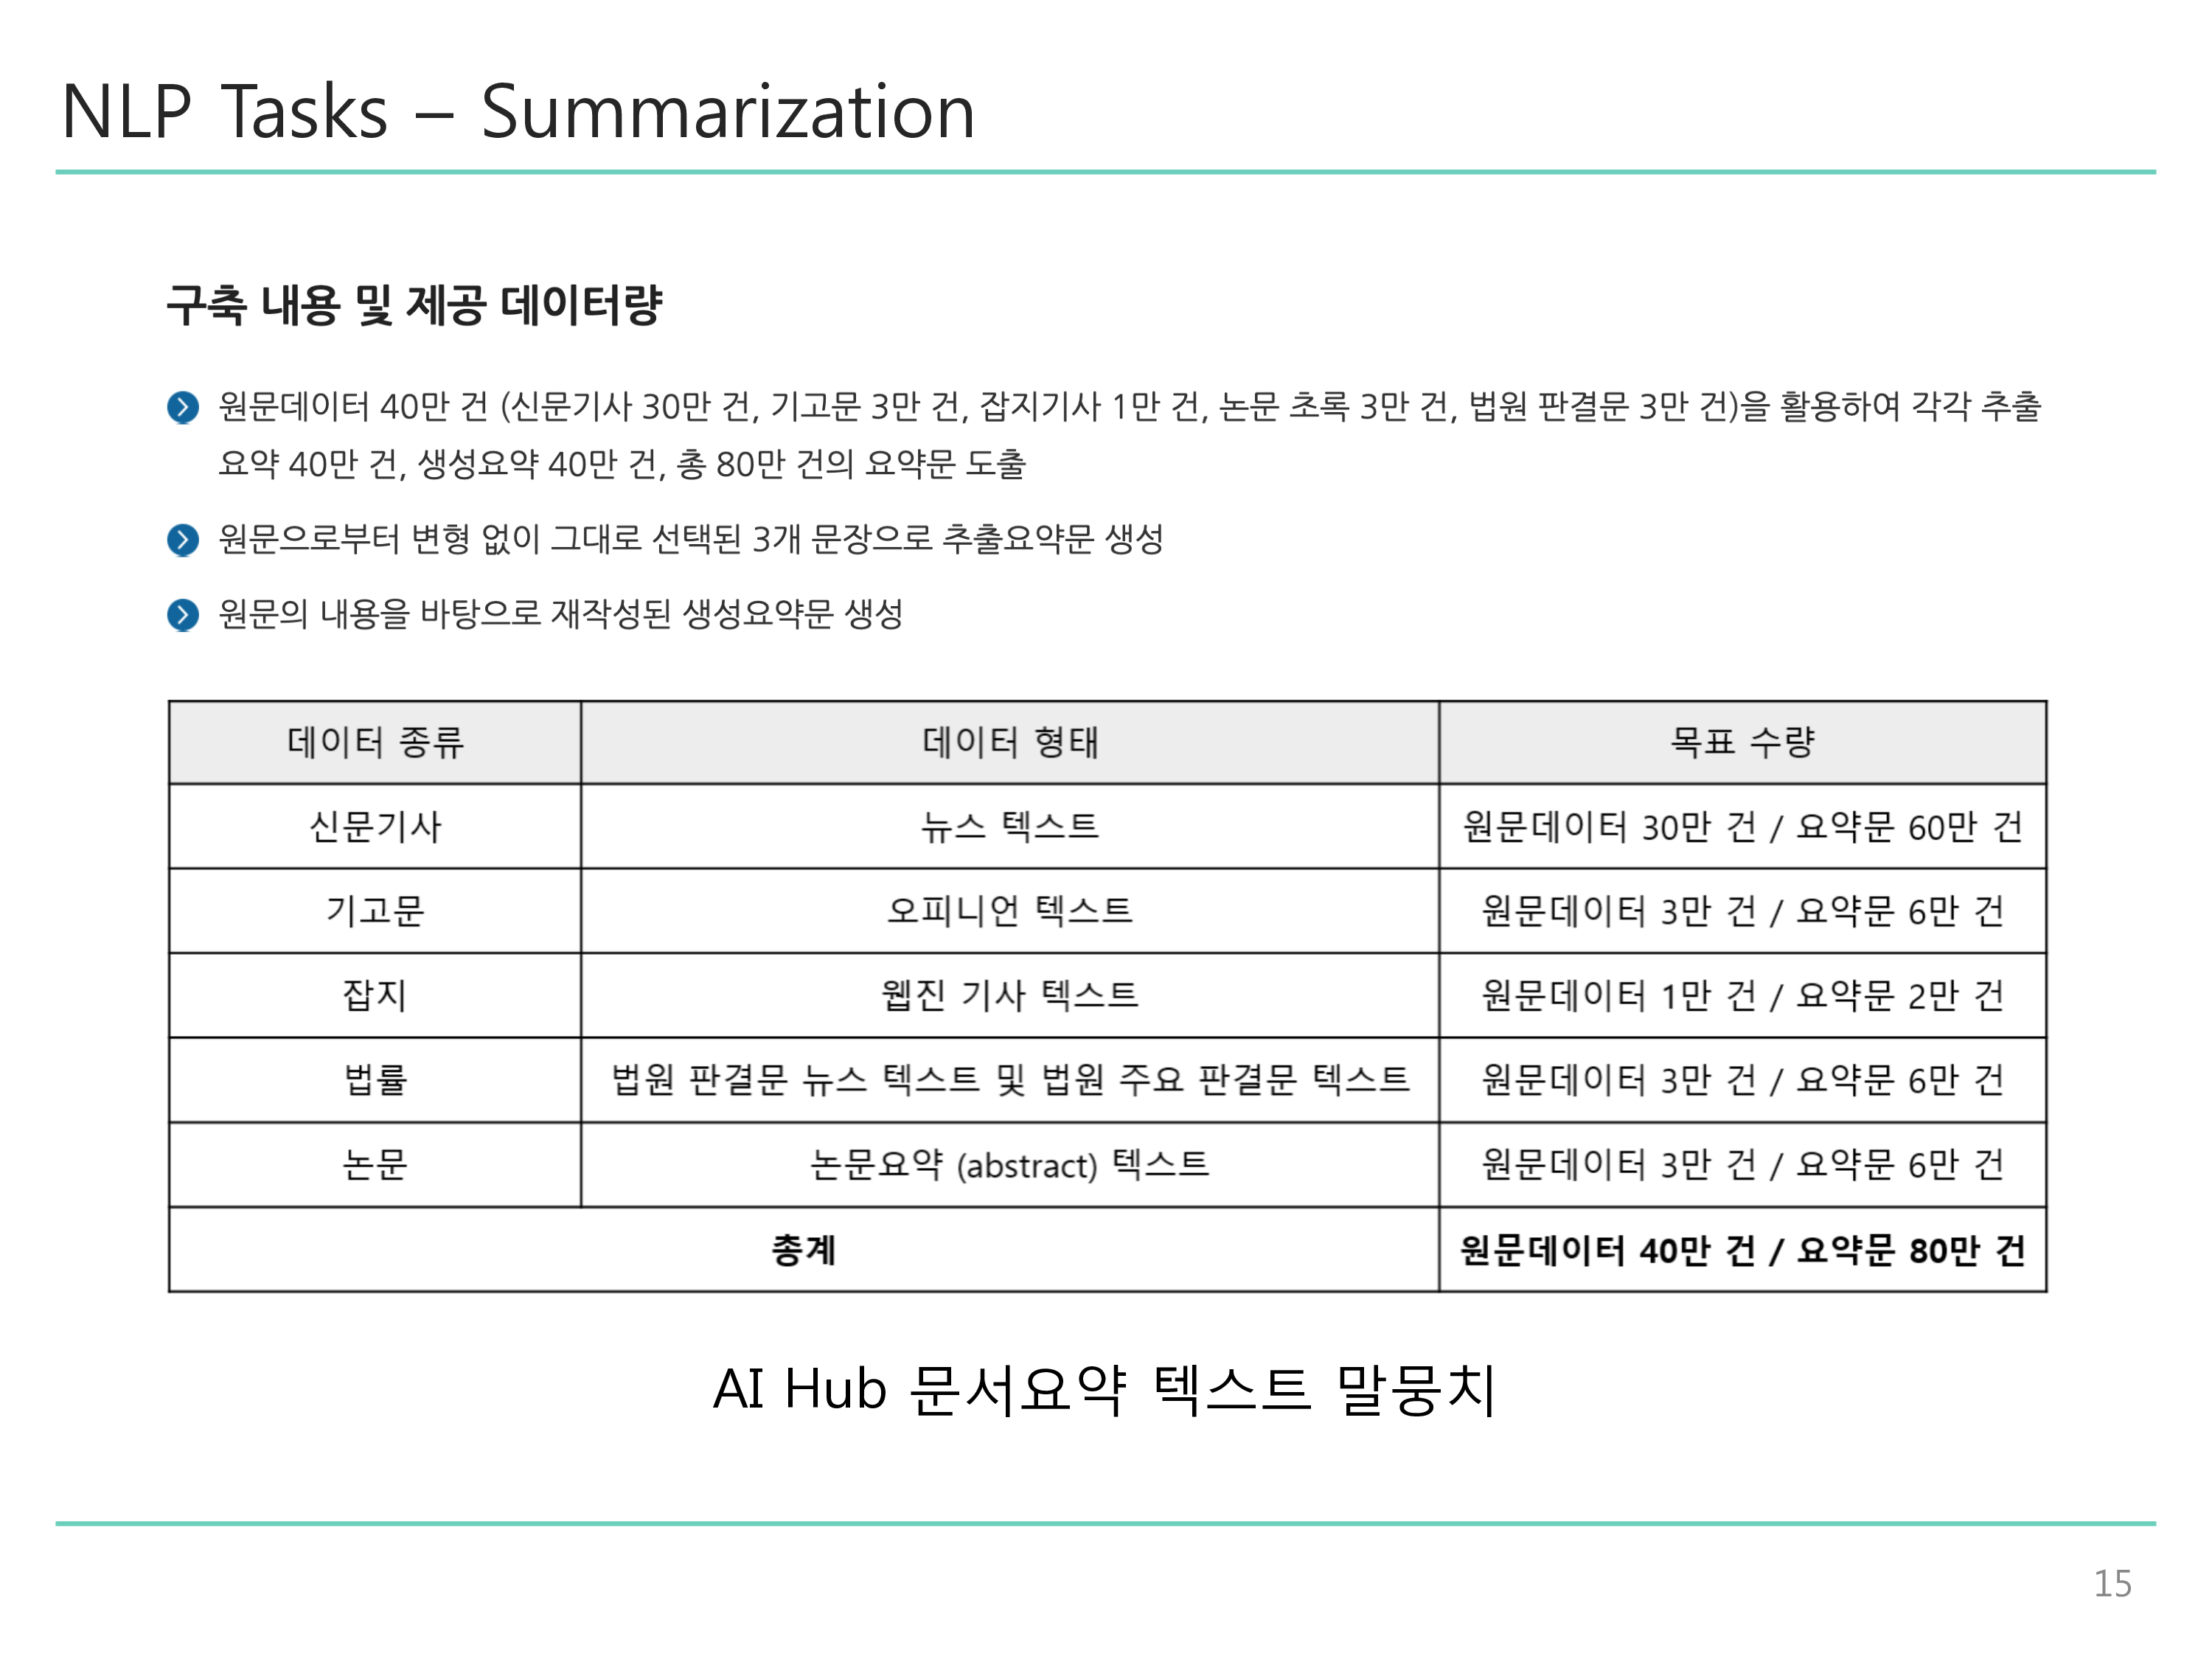 NLP Tasks – Summarization
구축 내용 및 제공 데이터량
원문데이터 40만 건 (신문기사 30만 건, 기고문 3만 건, 잡지기사 1만 건, 논문 초록 3만 건, 법원 판결문 3만 건)을 활용하여 각각 추출
요약 40만 건, 생성요약 40만 건, 총 80만 건의 요약문 도출
원문으로부터 변형 없이 그대로 선택된 3개 문장으로 추출요약문 생성
원문의 내용을 바탕으로 재작성된 생성요약문 생성
데이터 종류 데이터 형태 목표 수량
신문기사 뉴스 텍스트 원문데이터 30만 건 / 요약문 60만 건
기고문 오피니언 텍스트 원문데이터 3만 건 / 요약문 6만 건
잡지 웹진 기사 텍스트 원문데이터 1만 건 / 요약문 2만 건
법률 법원 판결문 뉴스 텍스트 및 법원 주요 판결문 텍스트 원문데이터 3만 건 / 요약문 6만 건
논문 논문요약 (abstract) 텍스트 원문데이터 3만 건 / 요약문 6만 건
총계 원문데이터 40만 건 / 요약문 80만 건
AI Hub 문서요약 텍스트 말뭉치
15